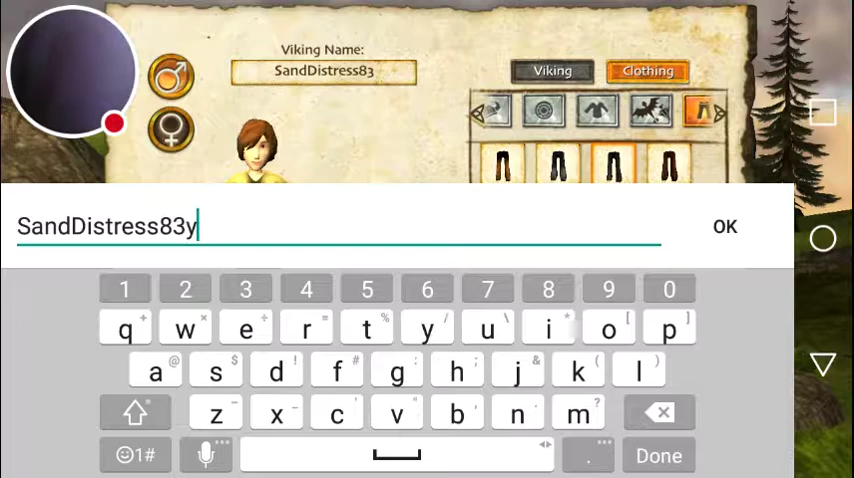 Viking Name:
SandDistress83
Viking
Clothing
SandDistress83y
OK
1 2 3 4 5 6 7 8 9 0
q + w × e ÷ r = t % y / u \ i * o [ p ]
a @ s $ d ! f # g ; h : j & k ( l )
z - x _ c ' v " b , n . m ?
1# . Done